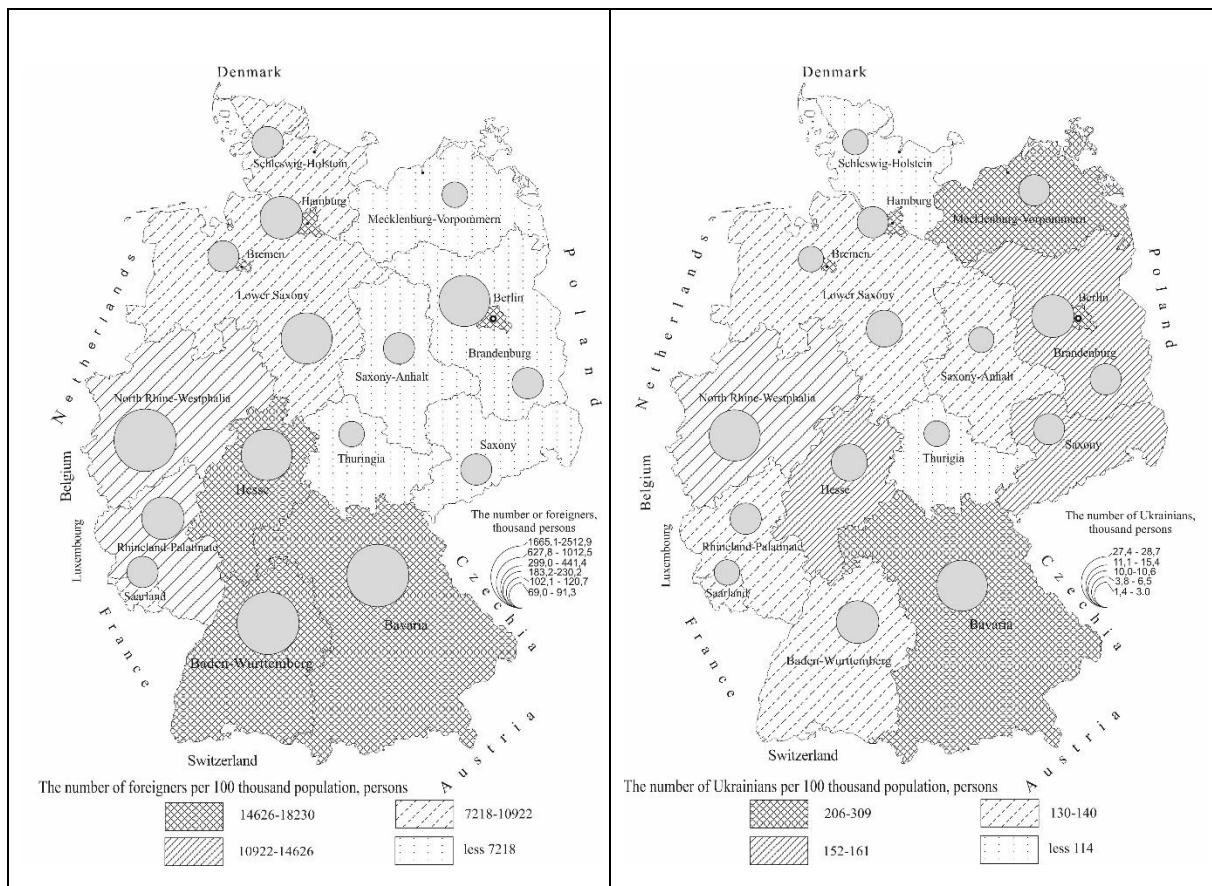 Denmark
Schleswig-Holstein
Hamburg
Mecklenburg-Vorpommern
Bremen
Netherlands
Poland
Lower Saxony
Berlin
Brandenburg
Saxony-Anhalt
North Rhine-Westphalia
Saxony
Thuringia
Belgium
Hesse
The number or foreigners,
thousand persons
1665,1-2512,9
627,8 - 1012,5
299,0 - 441,4
183,2-230,2
102,1 - 120,7
69,0 - 91,3
Luxembourg
Rhineland-Palatinate
Saarland
Czechia
France
Bavaria
Baden-Wurttemberg
Austria
Switzerland
The number of foreigners per 100 thousand population, persons
14626-18230
7218-10922
10922-14626
less 7218
Denmark
Schleswig-Holstein
Hamburg
Mecklenburg-Vorpommern
Bremen
Netherlands
Poland
Lower Saxony
Berlin
Brandenburg
Saxony-Anhalt
North Rhine-Westphalia
Saxony
Thurigia
Belgium
Hesse
The number of Ukrainians,
thousand persons
27,4 - 28,7
11,1 - 15,4
10,0 - 10,6
3,8 - 6,5
1,4 - 3.0
Luxembourg
Rhineland-Palatinate
Saarland
Czechia
France
Bavaria
Baden-Wurttemberg
Austria
Switzerland
The number of Ukrainians per 100 thousand population, persons
206-309
130-140
152-161
less 114